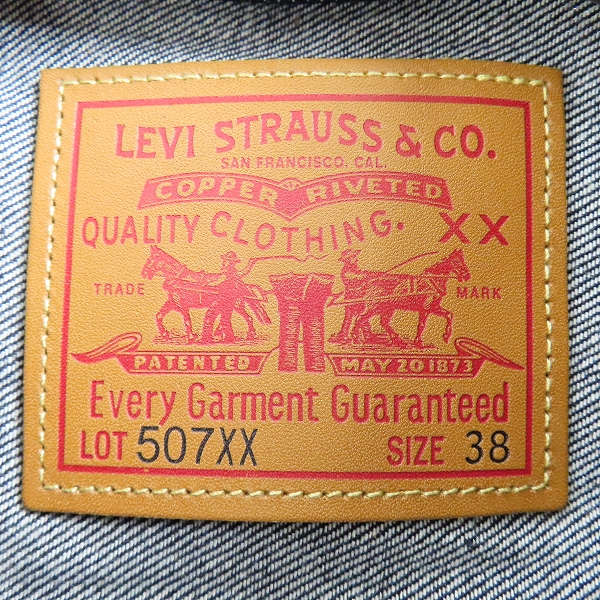 LEVI STRAUSS & CO.
SAN FRANCISCO, CAL.
COPPER RIVETED
QUALITY CLOTHING. XX
TRADE MARK
PATENTED MAY 20 1873
Every Garment Guaranteed
LOT 507XX SIZE 38